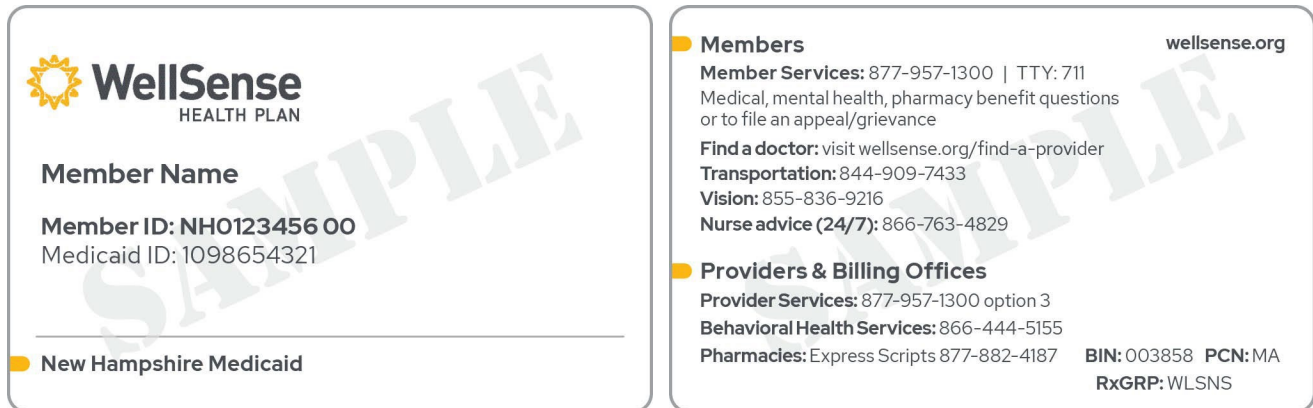 WellSense
HEALTH PLAN
Member Name
Member ID: NH0123456 00
Medicaid ID: 1098654321
New Hampshire Medicaid
SAMPLE
Members
wellsense.org
Member Services: 877-957-1300 | TTY: 711
Medical, mental health, pharmacy benefit questions
or to file an appeal/grievance
Find a doctor: visit wellsense.org/find-a-provider
Transportation: 844-909-7433
Vision: 855-836-9216
Nurse advice (24/7): 866-763-4829
Providers & Billing Offices
Provider Services: 877-957-1300 option 3
Behavioral Health Services: 866-444-5155
Pharmacies: Express Scripts 877-882-4187 BIN: 003858 PCN: MA
RxGRP: WLSNS
SAMPLE